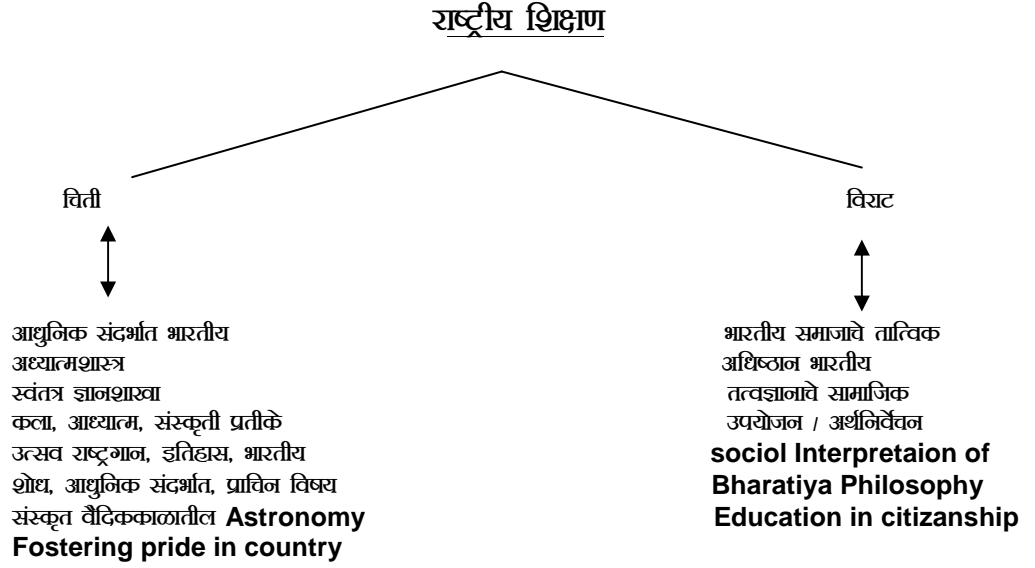 राष्ट्रीय शिक्षण
चिती
आधुनिक संदर्भात भारतीय
अध्यात्मशास्त्र
स्वंतत्र ज्ञानशाखा
कला, आध्यात्म, संस्कृती प्रतीके
उत्सव राष्ट्रगान, इतिहास, भारतीय
शोध, आधुनिक संदर्भात, प्राचिन विषय
संस्कृत वैदिककाळातील Astronomy
Fostering pride in country
विराट
भारतीय समाजाचे तात्विक
अधिष्ठान भारतीय
तत्वज्ञानाचे सामाजिक
उपयोजन / अर्थनिर्वेचन
sociol Interpretaion of
Bharatiya Philosophy
Education in citizanship